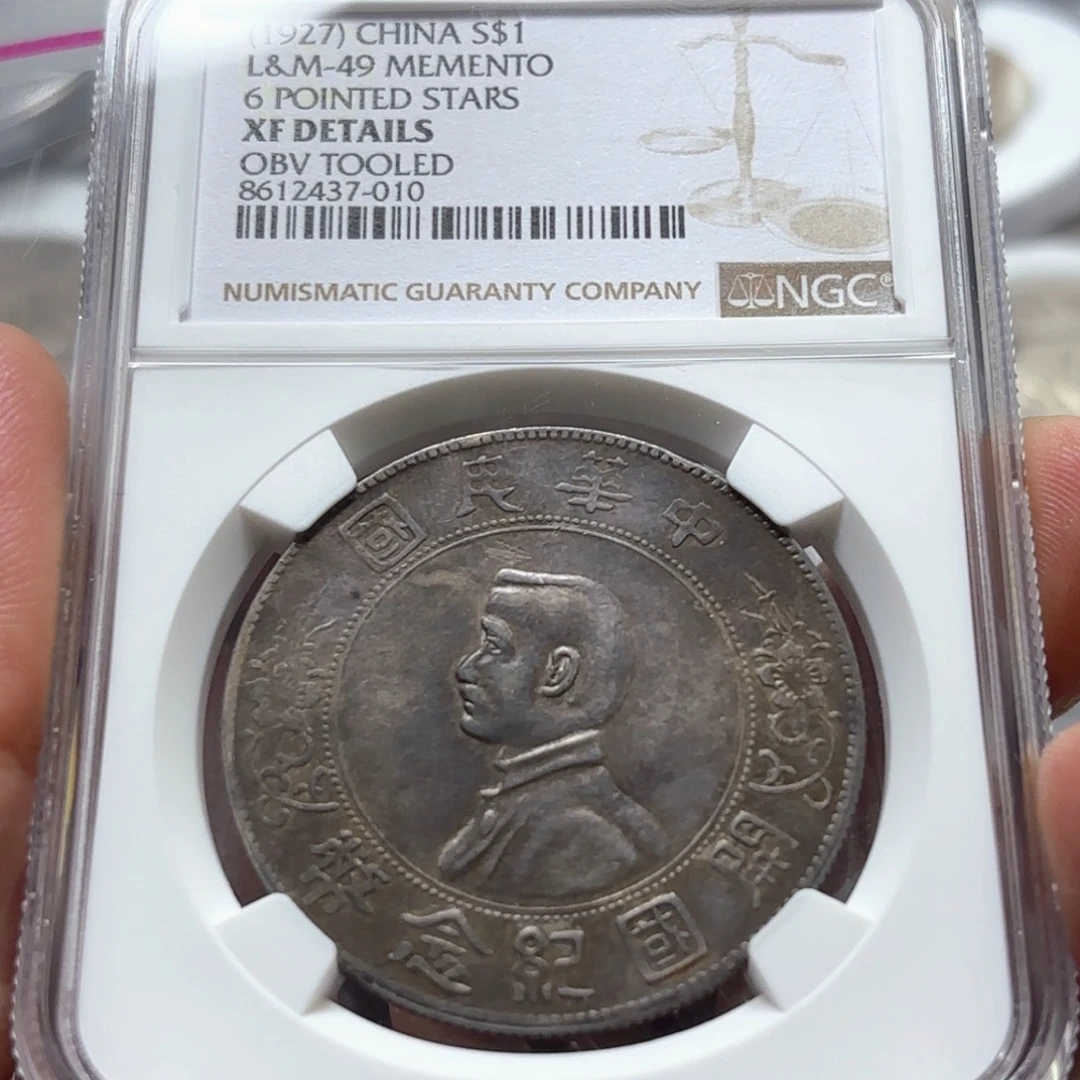 (1927) CHINA S$1
L&M-49 MEMENTO
6 POINTED STARS
XF DETAILS
OBV TOOLED
8612437-010
NUMISMATIC GUARANTY COMPANY NGC®
中華民國
開國紀念幣